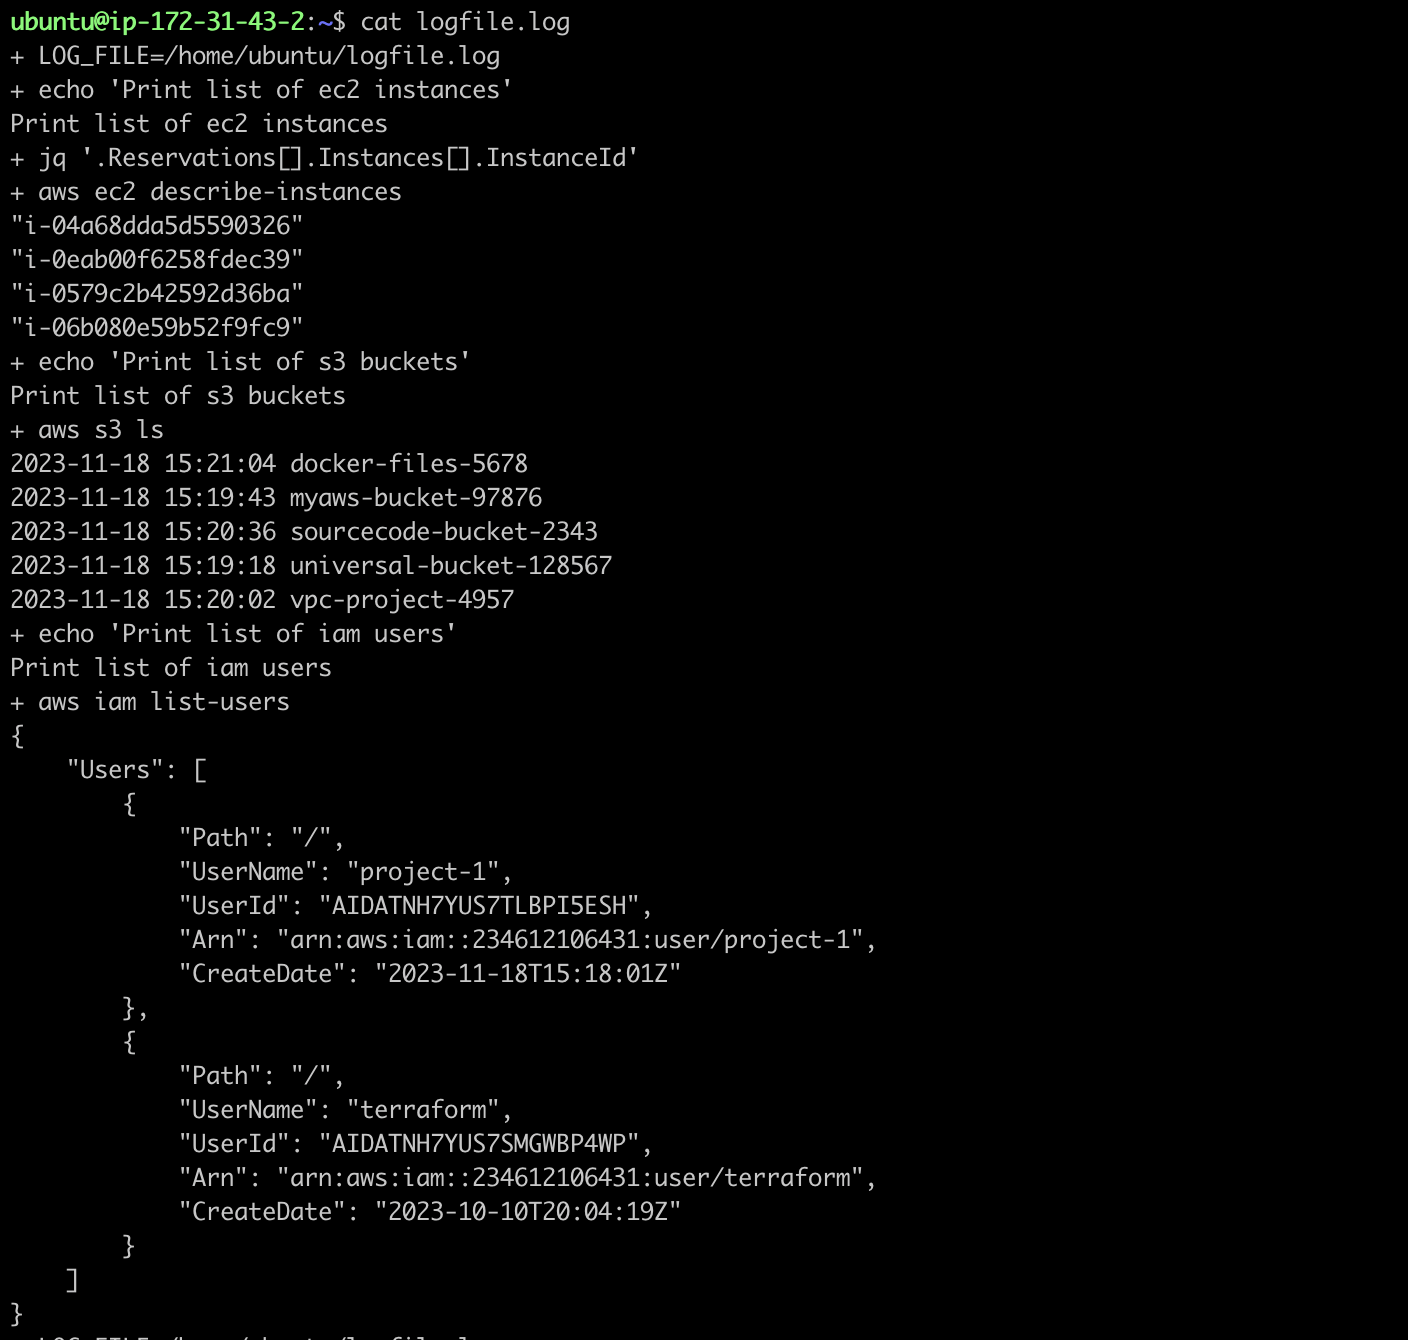 ubuntu@ip-172-31-43-2:~$ cat logfile.log
+ LOG_FILE=/home/ubuntu/logfile.log
+ echo 'Print list of ec2 instances'
Print list of ec2 instances
+ jq '.Reservations[].Instances[].InstanceId'
+ aws ec2 describe-instances
"i-04a68dda5d5590326"
"i-0eab00f6258fdec39"
"i-0579c2b42592d36ba"
"i-06b080e59b52f9fc9"
+ echo 'Print list of s3 buckets'
Print list of s3 buckets
+ aws s3 ls
2023-11-18 15:21:04 docker-files-5678
2023-11-18 15:19:43 myaws-bucket-97876
2023-11-18 15:20:36 sourcecode-bucket-2343
2023-11-18 15:19:18 universal-bucket-128567
2023-11-18 15:20:02 vpc-project-4957
+ echo 'Print list of iam users'
Print list of iam users
+ aws iam list-users
{
    "Users": [
        {
            "Path": "/",
            "UserName": "project-1",
            "UserId": "AIDATNH7YUS7TLBPI5ESH",
            "Arn": "arn:aws:iam::234612106431:user/project-1",
            "CreateDate": "2023-11-18T15:18:01Z"
        },
        {
            "Path": "/",
            "UserName": "terraform",
            "UserId": "AIDATNH7YUS7SMGWBP4WP",
            "Arn": "arn:aws:iam::234612106431:user/terraform",
            "CreateDate": "2023-10-10T20:04:19Z"
        }
    ]
}